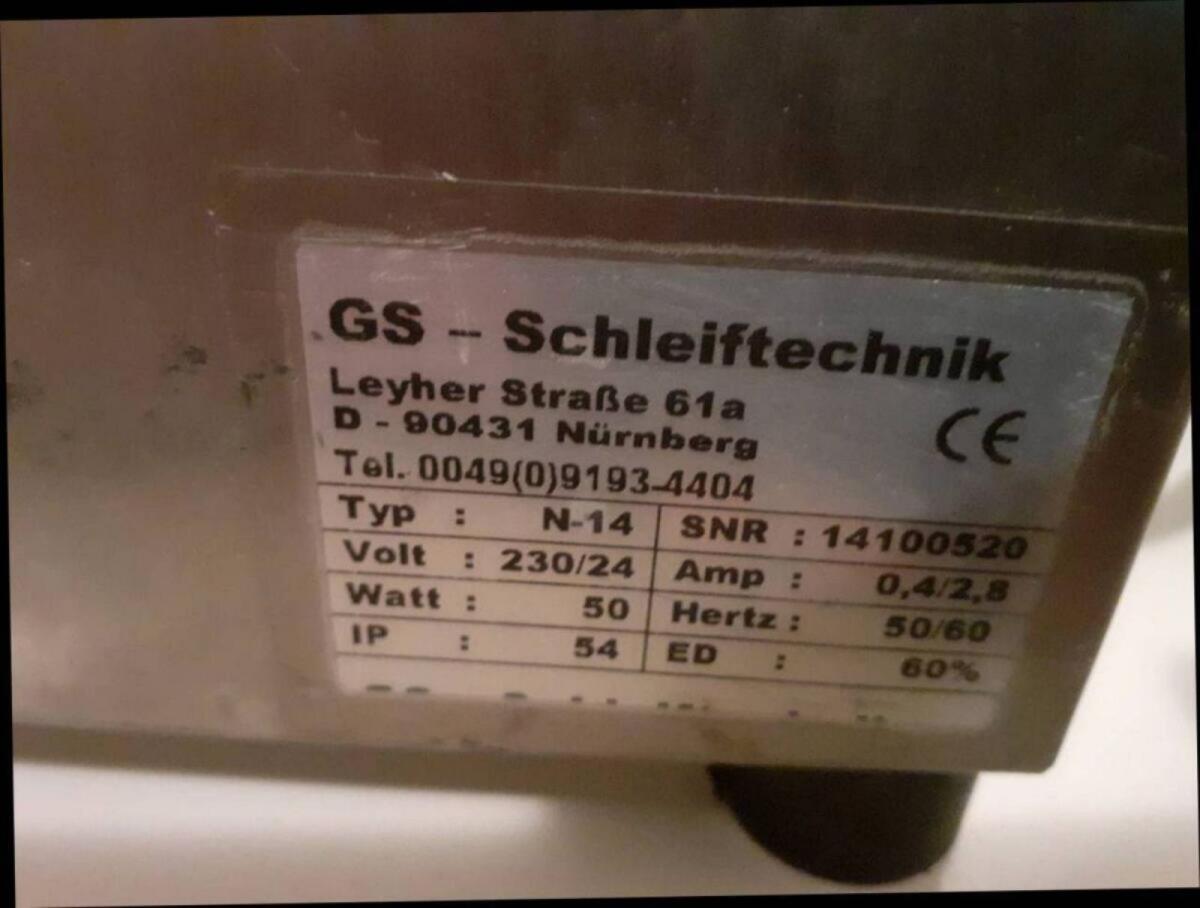 GS - Schleiftechnik
Leyher Straße 61a
D - 90431 Nürnberg
CE
Tel. 0049(0)9193-4404
Typ : N-14 SNR : 14100520
Volt : 230/24 Amp : 0,4/2,8
Watt : 50 Hertz : 50/60
IP : 54 ED : 60%